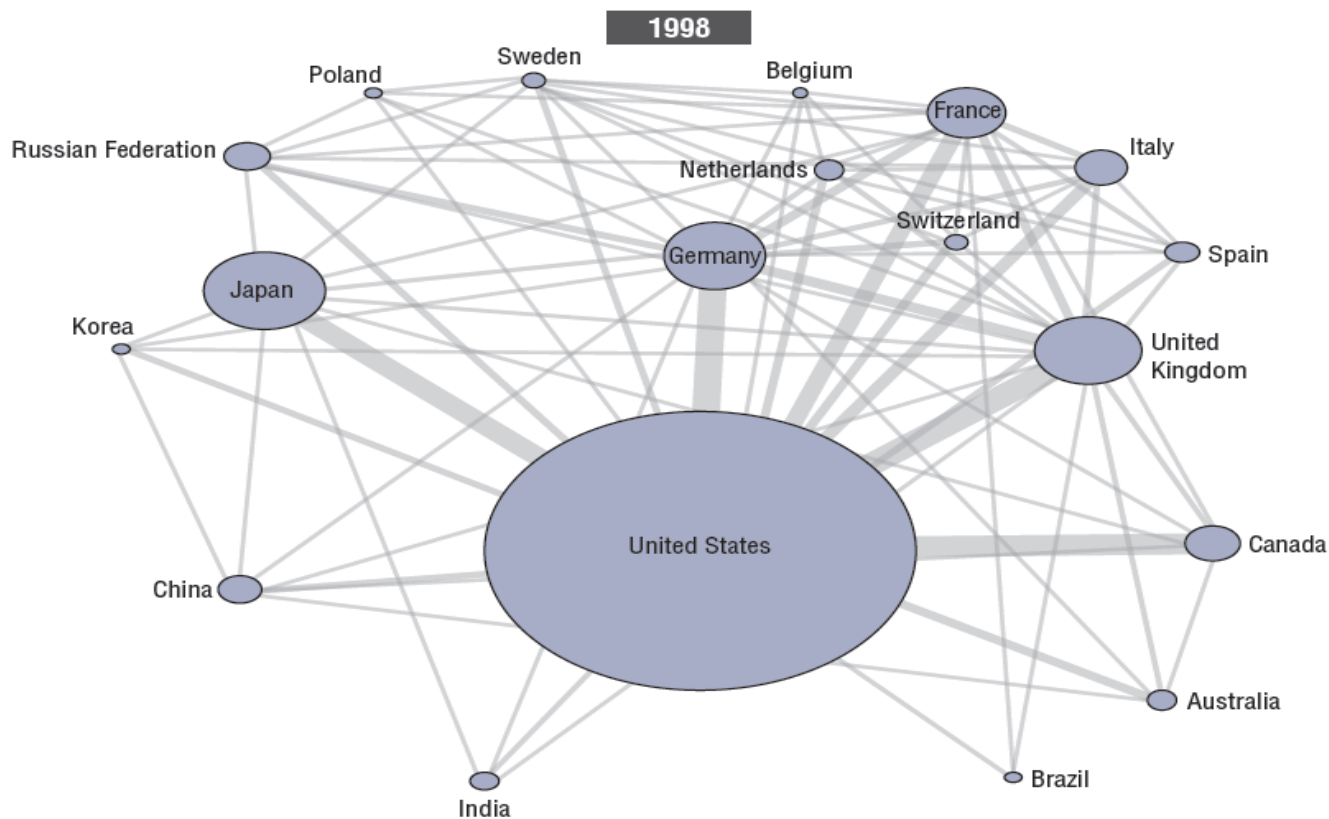 1998
Sweden
Poland
Belgium
France
Russian Federation
Italy
Netherlands
Switzerland
Germany
Spain
Japan
Korea
United
Kingdom
United States
Canada
China
Australia
Brazil
India